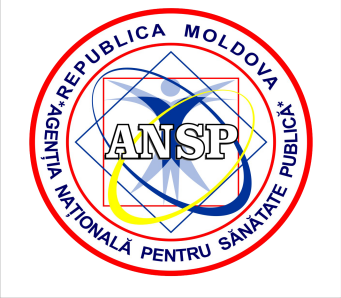 REPUBLICA MOLDOVA
*AGENȚIA NAȚIONALĂ PENTRU SĂNĂTATE PUBLICĂ*
ANSP